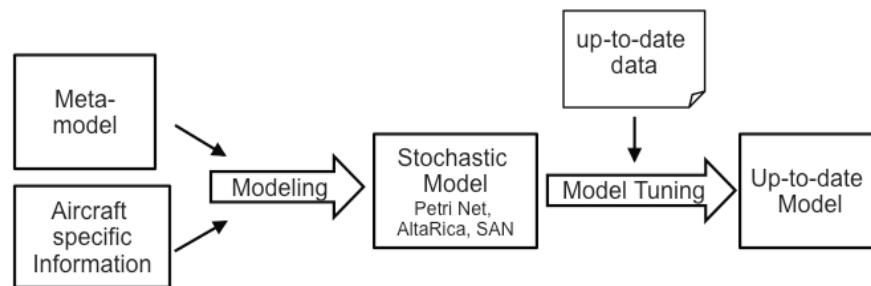 Meta-
model
Aircraft
specific
Information
Modeling
Stochastic
Model
Petri Net,
AltaRica, SAN
up-to-date
data
Model Tuning
Up-to-date
Model